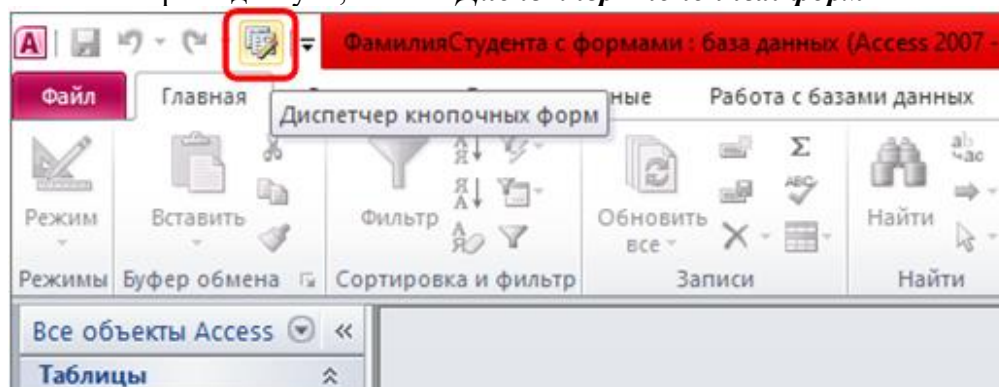 A ФамилияСтудента с формами : база данных (Access 2007 -
Файл Главная ные Работа с базами данных
Диспетчер кнопочных форм
Режим Вставить Фильтр Обновить все Найти
Режимы Буфер обмена Сортировка и фильтр Записи Найти
Все объекты Access «
Таблицы